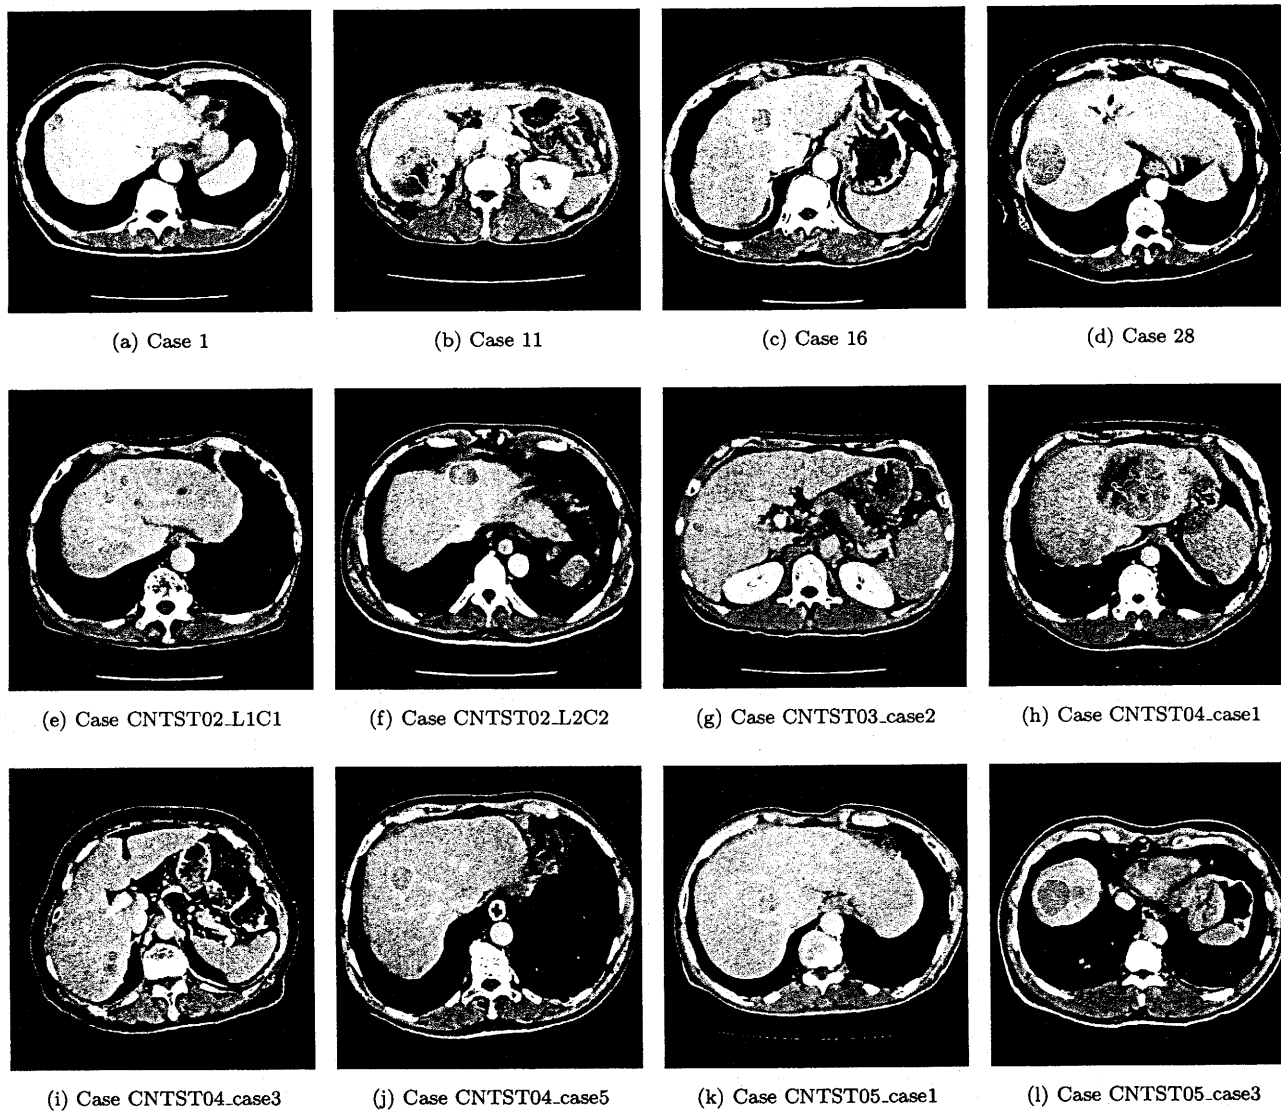 (a) Case 1
(b) Case 11
(c) Case 16
(d) Case 28
(e) Case CNTST02_L1C1
(f) Case CNTST02_L2C2
(g) Case CNTST03_case2
(h) Case CNTST04_case1
(i) Case CNTST04_case3
(j) Case CNTST04_case5
(k) Case CNTST05_case1
(l) Case CNTST05_case3